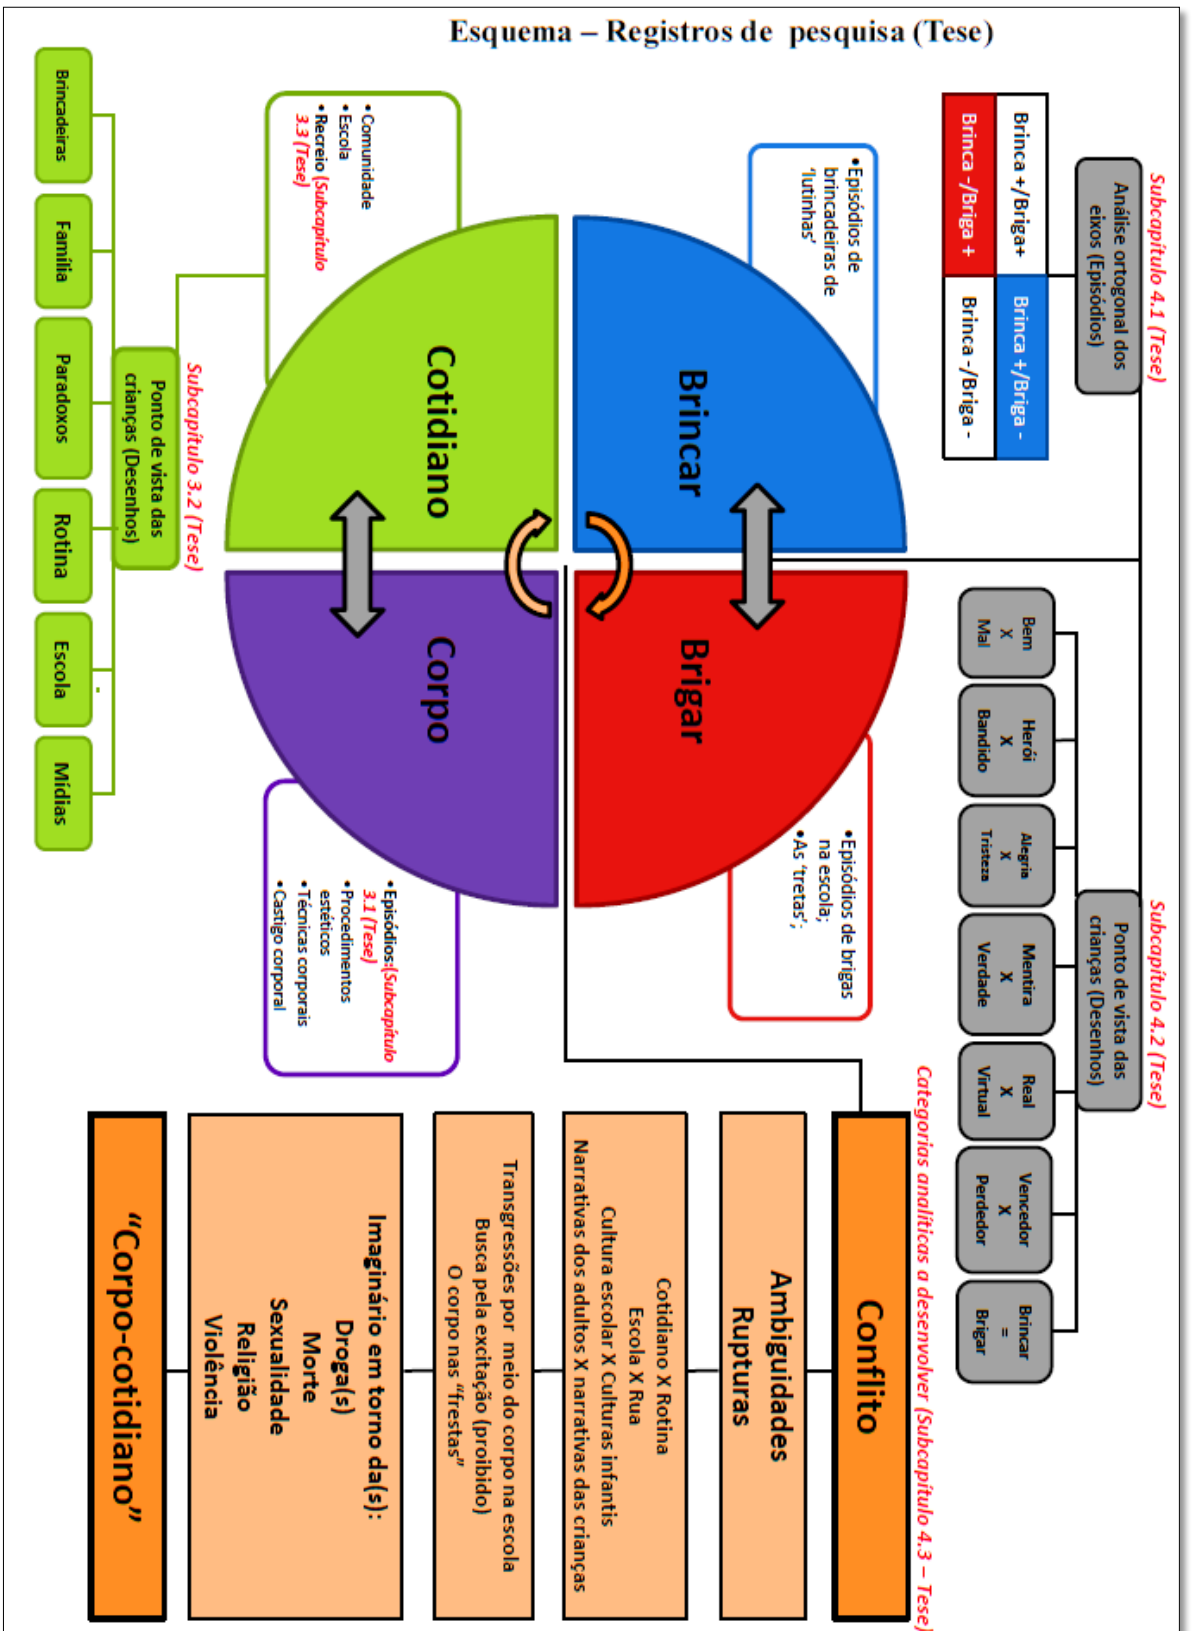 Esquema – Registros de  pesquisa (Tese)
Subcapítulo 4.1 (Tese)
Análise ortogonal dos
eixos (Episódios)
Brinca +/Briga+
Brinca +/Briga -
Brinca -/Briga +
Brinca -/Briga -
Subcapítulo 4.2 (Tese)
Ponto de vista das
crianças (Desenhos)
Bem
X
Mal
Herói
X
Bandido
Alegria
X
Tristeza
Mentira
X
Verdade
Real
X
Virtual
Vencedor
X
Perdedor
Brincar
=
Brigar
•Episódios de
brincadeiras de
'lutinhas'
Brincar
Brigar
•Episódios de brigas
na escola;
•As 'tretas';
Cotidiano
Corpo
•Comunidade
•Escola
•Recreio (Subcapítulo
3.3 (Tese)
•Episódios:(Subcapítulo
3.1 (Tese)
•Procedimentos
estéticos
•Técnicas corporais
•Castigo corporal
Subcapítulo 3.2 (Tese)
Ponto de vista das
crianças (Desenhos)
Brincadeiras
Família
Paradoxos
Rotina
Escola
Mídias
Categorias analíticas a desenvolver (Subcapítulo 4.3 – Tese)
Conflito
Ambiguidades
Rupturas
Cotidiano X Rotina
Escola X Rua
Cultura escolar X Culturas infantis
Narrativas dos adultos X narrativas das crianças
Transgressões por meio do corpo na escola
Busca pela excitação (proibido)
O corpo nas "frestas"
Imaginário em torno da(s):
Droga(s)
Morte
Sexualidade
Religião
Violência
"Corpo-cotidiano"